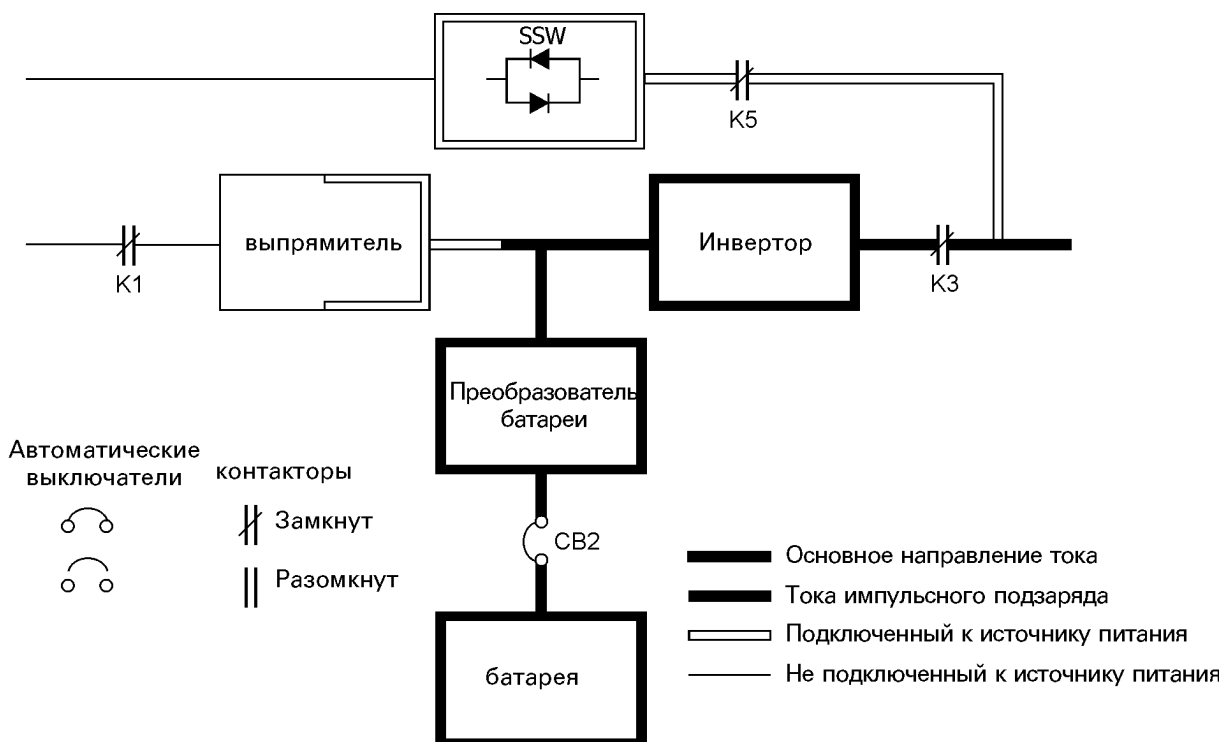 SSW
K5
выпрямитель
Инвертор
K1
K3
Преобразователь
батареи
Автоматические
выключатели
контакторы
Замкнут
Разомкнут
CB2
батарея
Основное направление тока
Тока импульсного подзаряда
Подключенный к источнику питания
Не подключенный к источнику питания